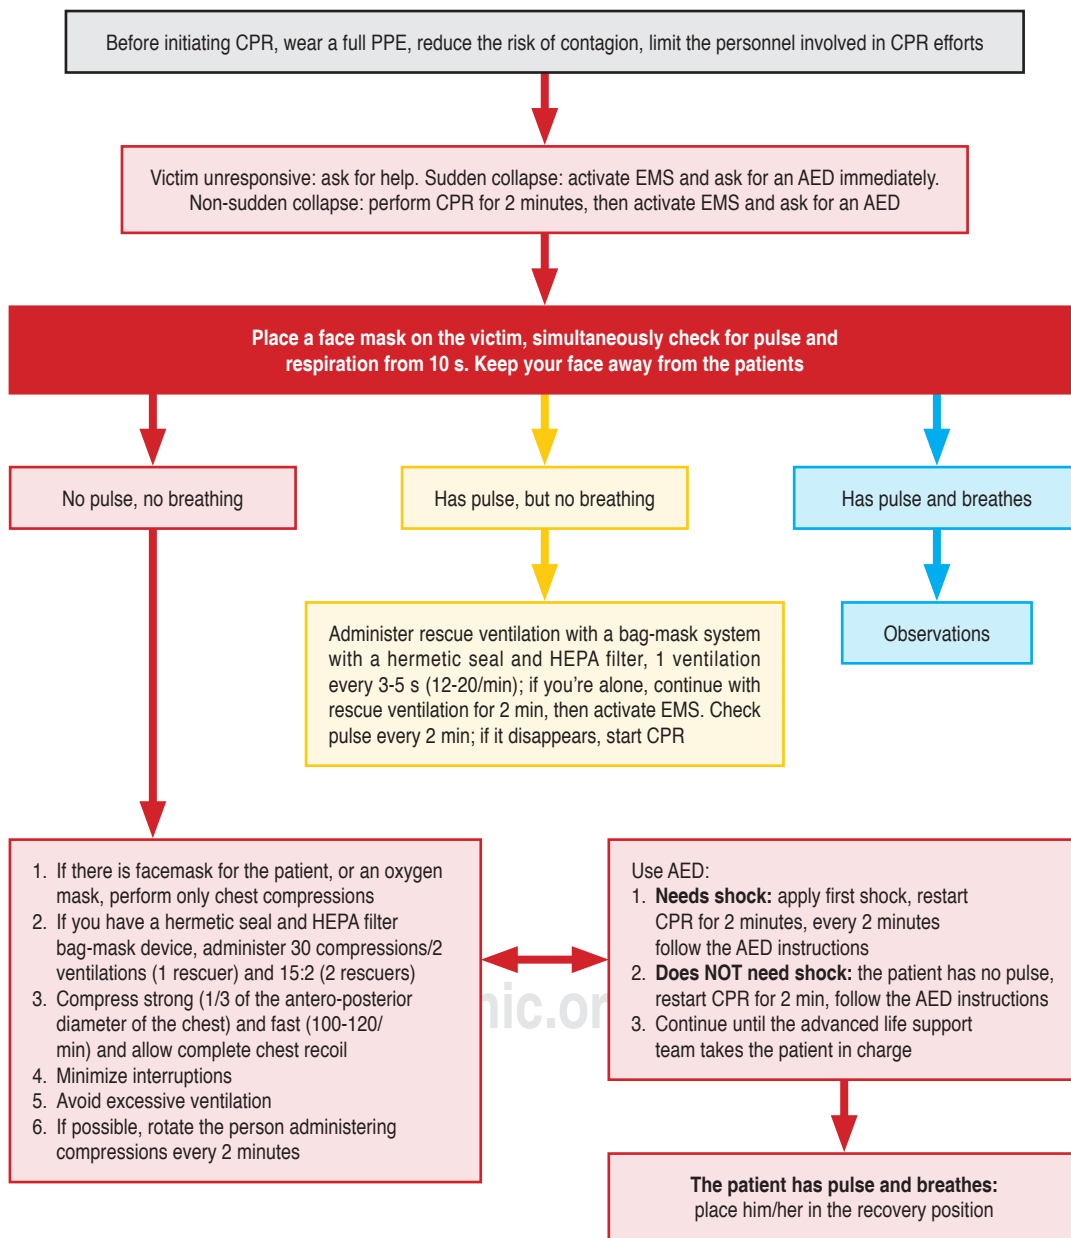 Before initiating CPR, wear a full PPE, reduce the risk of contagion, limit the personnel involved in CPR efforts
Victim unresponsive: ask for help. Sudden collapse: activate EMS and ask for an AED immediately.
Non-sudden collapse: perform CPR for 2 minutes, then activate EMS and ask for an AED
Place a face mask on the victim, simultaneously check for pulse and
respiration from 10 s. Keep your face away from the patients
No pulse, no breathing
Has pulse, but no breathing
Has pulse and breathes
Administer rescue ventilation with a bag-mask system
with a hermetic seal and HEPA filter, 1 ventilation
every 3-5 s (12-20/min); if you're alone, continue with
rescue ventilation for 2 min, then activate EMS. Check
pulse every 2 min; if it disappears, start CPR
Observations
1. If there is facemask for the patient, or an oxygen
mask, perform only chest compressions
2. If you have a hermetic seal and HEPA filter
bag-mask device, administer 30 compressions/2
ventilations (1 rescuer) and 15:2 (2 rescuers)
3. Compress strong (1/3 of the antero-posterior
diameter of the chest) and fast (100-120/
min) and allow complete chest recoil
4. Minimize interruptions
5. Avoid excessive ventilation
6. If possible, rotate the person administering
compressions every 2 minutes
Use AED:
1. Needs shock: apply first shock, restart
CPR for 2 minutes, every 2 minutes
follow the AED instructions
2. Does NOT need shock: the patient has no pulse,
restart CPR for 2 min, follow the AED instructions
3. Continue until the advanced life support
team takes the patient in charge
The patient has pulse and breathes:
place him/her in the recovery position